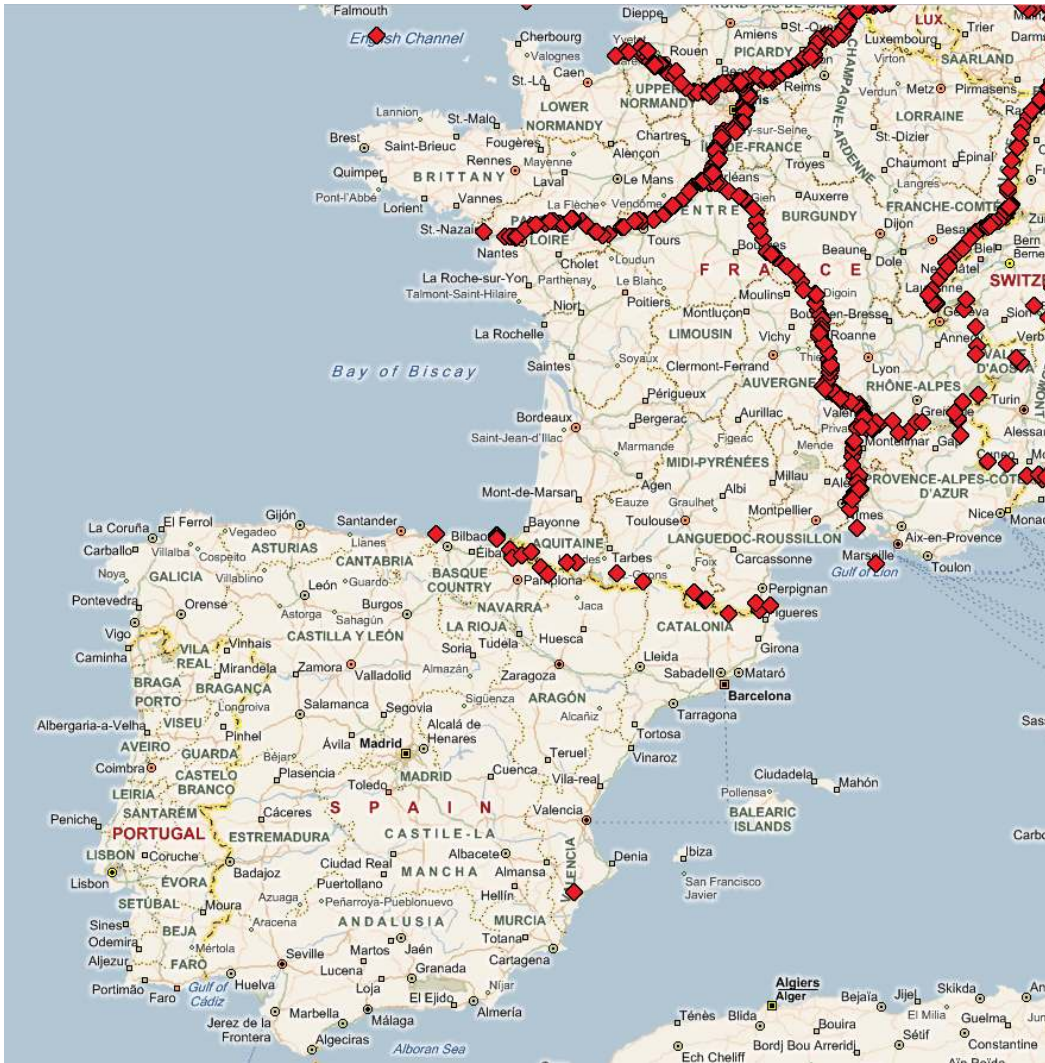 Falmouth
English Channel
Cherbourg
Valognes
St.-Lô
Caen
Dieppe
Rouen
Amiens
PICARDY
LUX
Luxembourg
Trier
Virton
SAARLAND
Reims
Verdun
Metz
Pirmasens
UPPER
NORMANDY
LOWER
NORMANDY
CHAMPAGNE-ARDENNE
LORRAINE
St.-Dizier
Chaumont
Épinal
Langres
Troyes
Lannion
St.-Malo
Brest
Saint-Brieuc
Fougères
Mayenne
Alençon
Chartres
ÎLE-DE-FRANCE
Quimper
Rennes
Laval
Le Mans
BRITTANY
Pont-l'Abbé
Lorient
Vannes
La Flèche
Vendôme
Auxerre
Gien
BURGUNDY
FRANCHE-COMTÉ
Dijon
Beaune
Dole
Nantes
Cholet
Loudun
Tours
FRANCE
SWITZE
Bern
La Roche-sur-Yon
Talmont-Saint-Hilaire
Parthenay
Le Blanc
Poitiers
Niort
Montluçon
Moulins
Digoin
Roanne
Vichy
La Rochelle
LIMOUSIN
Geneva
Sion
Bay of Biscay
Saintes
Soyaux
Clermont-Ferrand
Lyon
AUVERGNE
RHÔNE-ALPES
D'AOSTA
Turin
Périgueux
Bordeaux
Saint-Jean-d'Illac
Bergerac
Aurillac
Marmande
Figeac
Mende
MIDI-PYRÉNÉES
Agen
Millau
Albi
Mont-de-Marsan
Eauze
Graulhet
Toulouse
Montpellier
LANGUEDOC-ROUSSILLON
PROVENCE-ALPES-CÔTE
D'AZUR
Nice
Aix-en-Provence
Marseille
Toulon
Gulf of Lion
Bayonne
AQUITAINE
Tarbes
Foix
Carcassonne
Perpignan
La Coruña
El Ferrol
Gijón
Santander
Bilbao
Carballo
Vegadeo
Villalba
Cospeito
ASTURIAS
Llanes
CANTABRIA
Noya
GALICIA
Villablino
León
Guardo
BASQUE
COUNTRY
Pamplona
Pontevedra
Orense
Astorga
Sahagún
Burgos
NAVARRA
Jaca
CATALONIA
Figueres
Vigo
Caminha
VILA
REAL
Vinhais
Mirandela
CASTILLA Y LEÓN
LA RIOJA
Tudela
Huesca
Girona
Soria
Almazán
Lleida
Sabadell
Mataró
Barcelona
BRAGA
BRAGANÇA
PORTO
Longroiva
Zamora
Valladolid
Zaragoza
Sigüenza
ARAGÓN
Alcañiz
Tarragona
Tortosa
Vinaroz
Albergaria-a-Velha
VISEU
Pinhel
Salamanca
Segovia
AVEIRO
GUARDA
Ávila
Madrid
Alcalá de
Henares
Béjar
Coimbra
CASTELO
BRANCO
Plasencia
Toledo
MADRID
Cuenca
Teruel
Vila-real
Ciudadela
Mahón
Pollensa
LEIRIA
SANTARÉM
Peniche
Cáceres
SPAIN
Valencia
BALEARIC
ISLANDS
PORTUGAL
ESTREMADURA
CASTILE-LA
MANCHA
LISBON
Coruche
Lisbon
Badajoz
Ciudad Real
Puertollano
Albacete
Almansa
Hellín
VALENCIA
Denia
Ibiza
San Francisco
Javier
ÉVORA
SETÚBAL
Moura
Azuaga
Peñarroya-Pueblonuevo
MURCIA
Sines
BEJA
Aracena
ANDALUSIA
Odemira
Mértola
Martos
Jaén
Totana
Cartagena
Aljezur
FARO
Seville
Lucena
Granada
Portimão
Faro
Gulf of
Cádiz
Huelva
Loja
El Ejido
Níjar
Almería
Jerez de la
Frontera
Marbella
Málaga
Algeciras
Alboran Sea
Algiers
Alger
Ténès
Blida
Bouira
Bejaïa
Jijel
Skikda
El Milia
Guelma
Sétif
Constantine
Bordj Bou Arreridj
Ech Cheliff